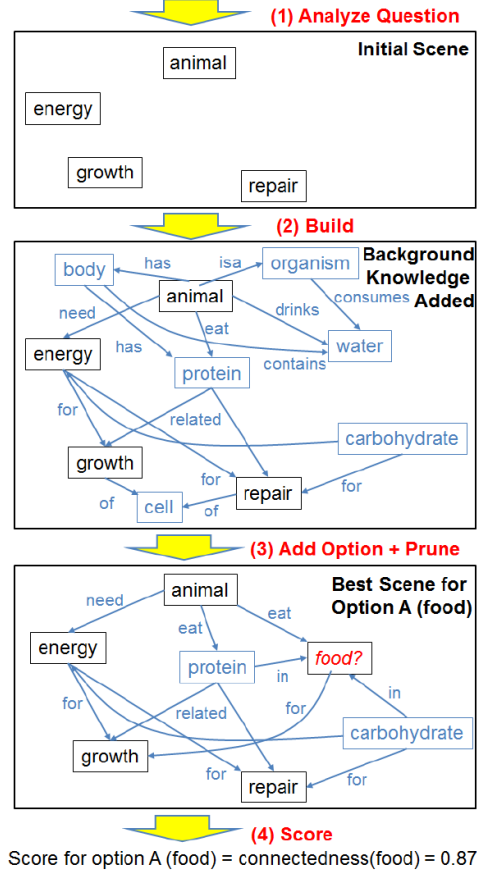 (1) Analyze Question
Initial Scene
animal
energy
growth
repair
(2) Build
Background
Knowledge
Added
body
has
isa
organism
animal
consumes
need
drinks
eat
water
energy
has
contains
protein
for
related
carbohydrate
growth
for
repair
for
of
cell
of
(3) Add Option + Prune
Best Scene for
Option A (food)
animal
need
eat
energy
eat
food?
protein
in
in
for
related
for
carbohydrate
growth
for
repair
for
(4) Score
Score for option A (food) = connectedness(food) = 0.87